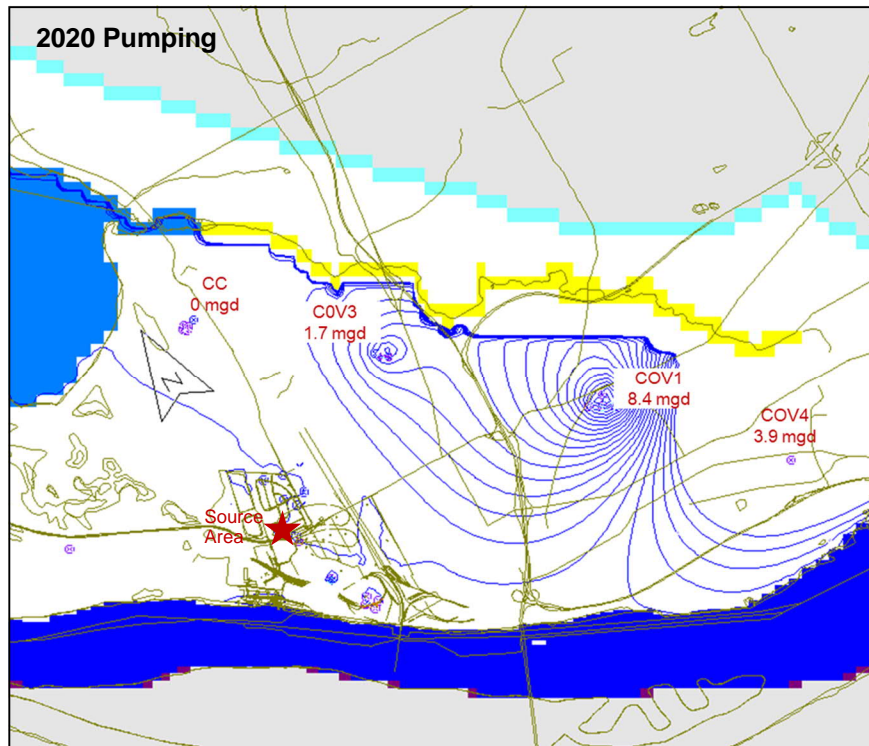 2020 Pumping
CC
0 mgd
C0V3
1.7 mgd
COV1
8.4 mgd
COV4
3.9 mgd
Source
Area
N